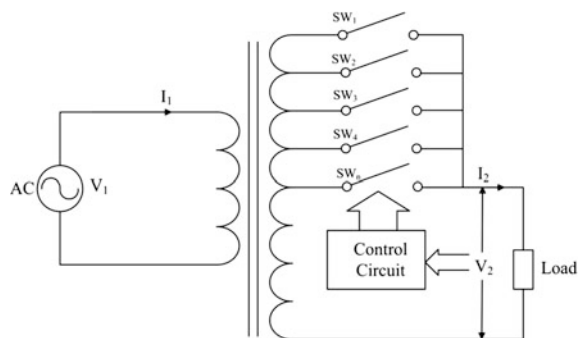 SW1
SW2
I1
SW3
SW4
AC
V1
SWn
I2
Control
Circuit
V2
Load